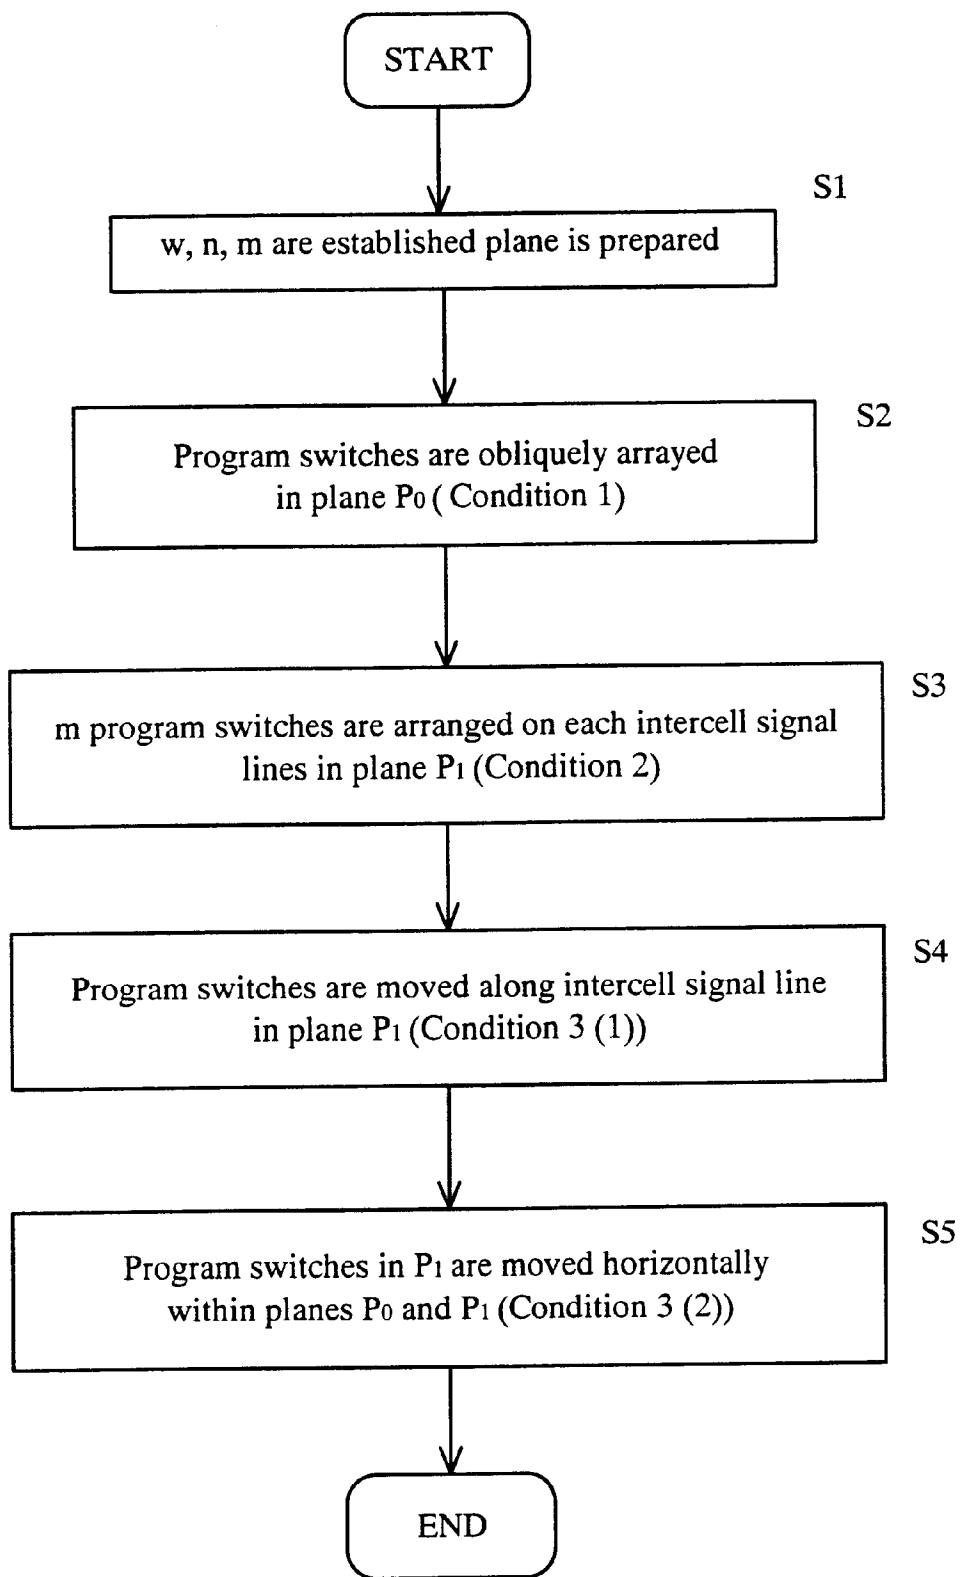 START
S1
w, n, m are established plane is prepared
S2
Program switches are obliquely arrayed
in plane P0 ( Condition 1)
S3
m program switches are arranged on each intercell signal
lines in plane P1 (Condition 2)
S4
Program switches are moved along intercell signal line
in plane P1 (Condition 3 (1))
S5
Program switches in P1 are moved horizontally
within planes P0 and P1 (Condition 3 (2))
END